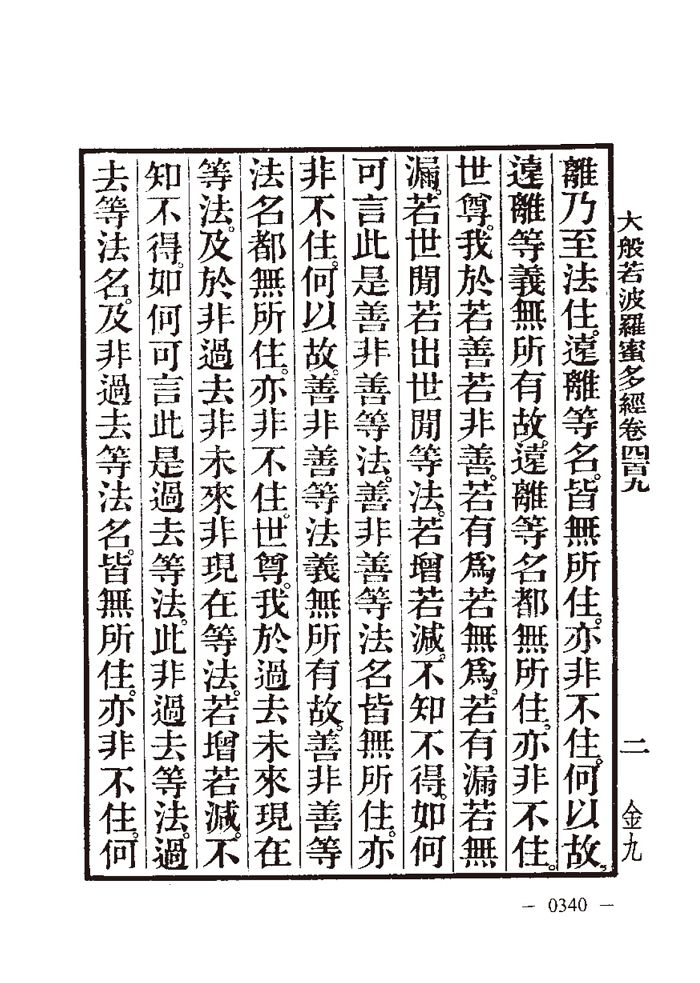 大般若波羅蜜多經卷四百九
二
金九
離乃至法住。遠離等名。皆無所住。亦非不住。何以故。
遠離等義無所有故。遠離等名都無所住。亦非不住。
世尊。我於若善若非善。若有爲若無爲。若有漏若無
漏。若世閒若出世閒等法。若增若減。不知不得。如何
可言此是善非善等法。善非善等法名皆無所住。亦
非不住。何以故。善非善等法義無所有故。善非善等
法名都無所住。亦非不住。世尊。我於過去未來現在
等法。及於非過去非未來非現在等法。若增若減。不
知不得。如何可言此是過去等法。此非過去等法。過
去等法名。及非過去等法名。皆無所住。亦非不住。何
— 0340 —